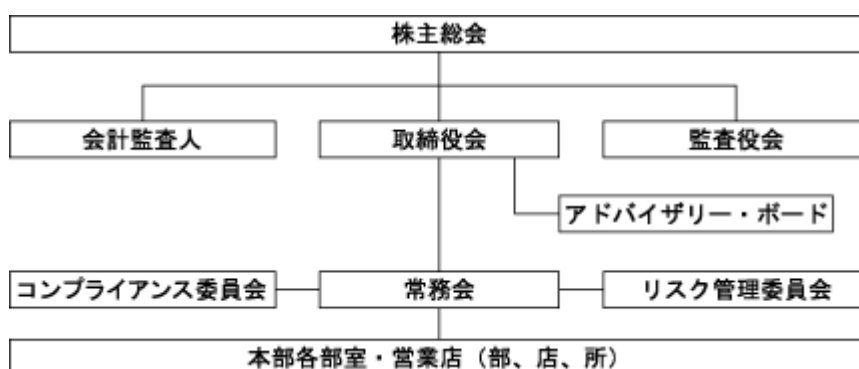 株主総会
会計監査人
取締役会
監査役会
アドバイザリー・ボード
コンプライアンス委員会
常務会
リスク管理委員会
本部各部室・営業店（部、店、所）